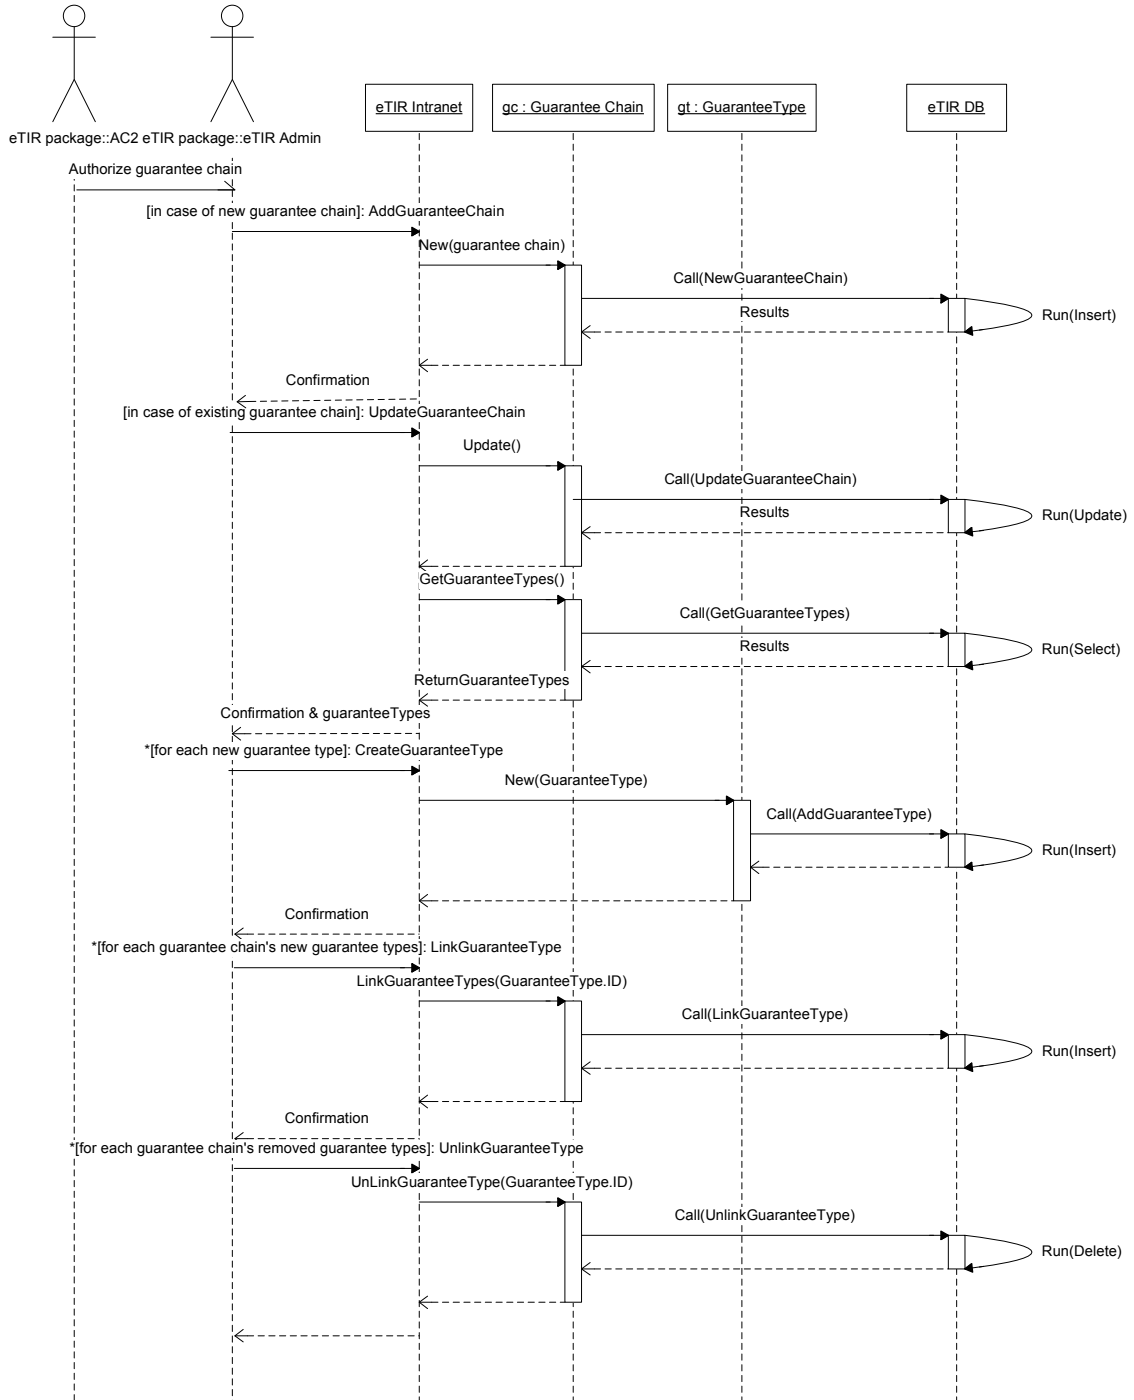 eTIR package::AC2 eTIR package::eTIR Admin
eTIR Intranet
gc : Guarantee Chain
gt : GuaranteeType
eTIR DB
Authorize guarantee chain
[in case of new guarantee chain]: AddGuaranteeChain
New(guarantee chain)
Call(NewGuaranteeChain)
Results
Run(Insert)
Confirmation
[in case of existing guarantee chain]: UpdateGuaranteeChain
Update()
Call(UpdateGuaranteeChain)
Results
Run(Update)
GetGuaranteeTypes()
Call(GetGuaranteeTypes)
Results
Run(Select)
ReturnGuaranteeTypes
Confirmation & guaranteeTypes
*[for each new guarantee type]: CreateGuaranteeType
New(GuaranteeType)
Call(AddGuaranteeType)
Run(Insert)
Confirmation
*[for each guarantee chain's new guarantee types]: LinkGuaranteeType
LinkGuaranteeTypes(GuaranteeType.ID)
Call(LinkGuaranteeType)
Run(Insert)
Confirmation
*[for each guarantee chain's removed guarantee types]: UnlinkGuaranteeType
UnLinkGuaranteeType(GuaranteeType.ID)
Call(UnlinkGuaranteeType)
Run(Delete)